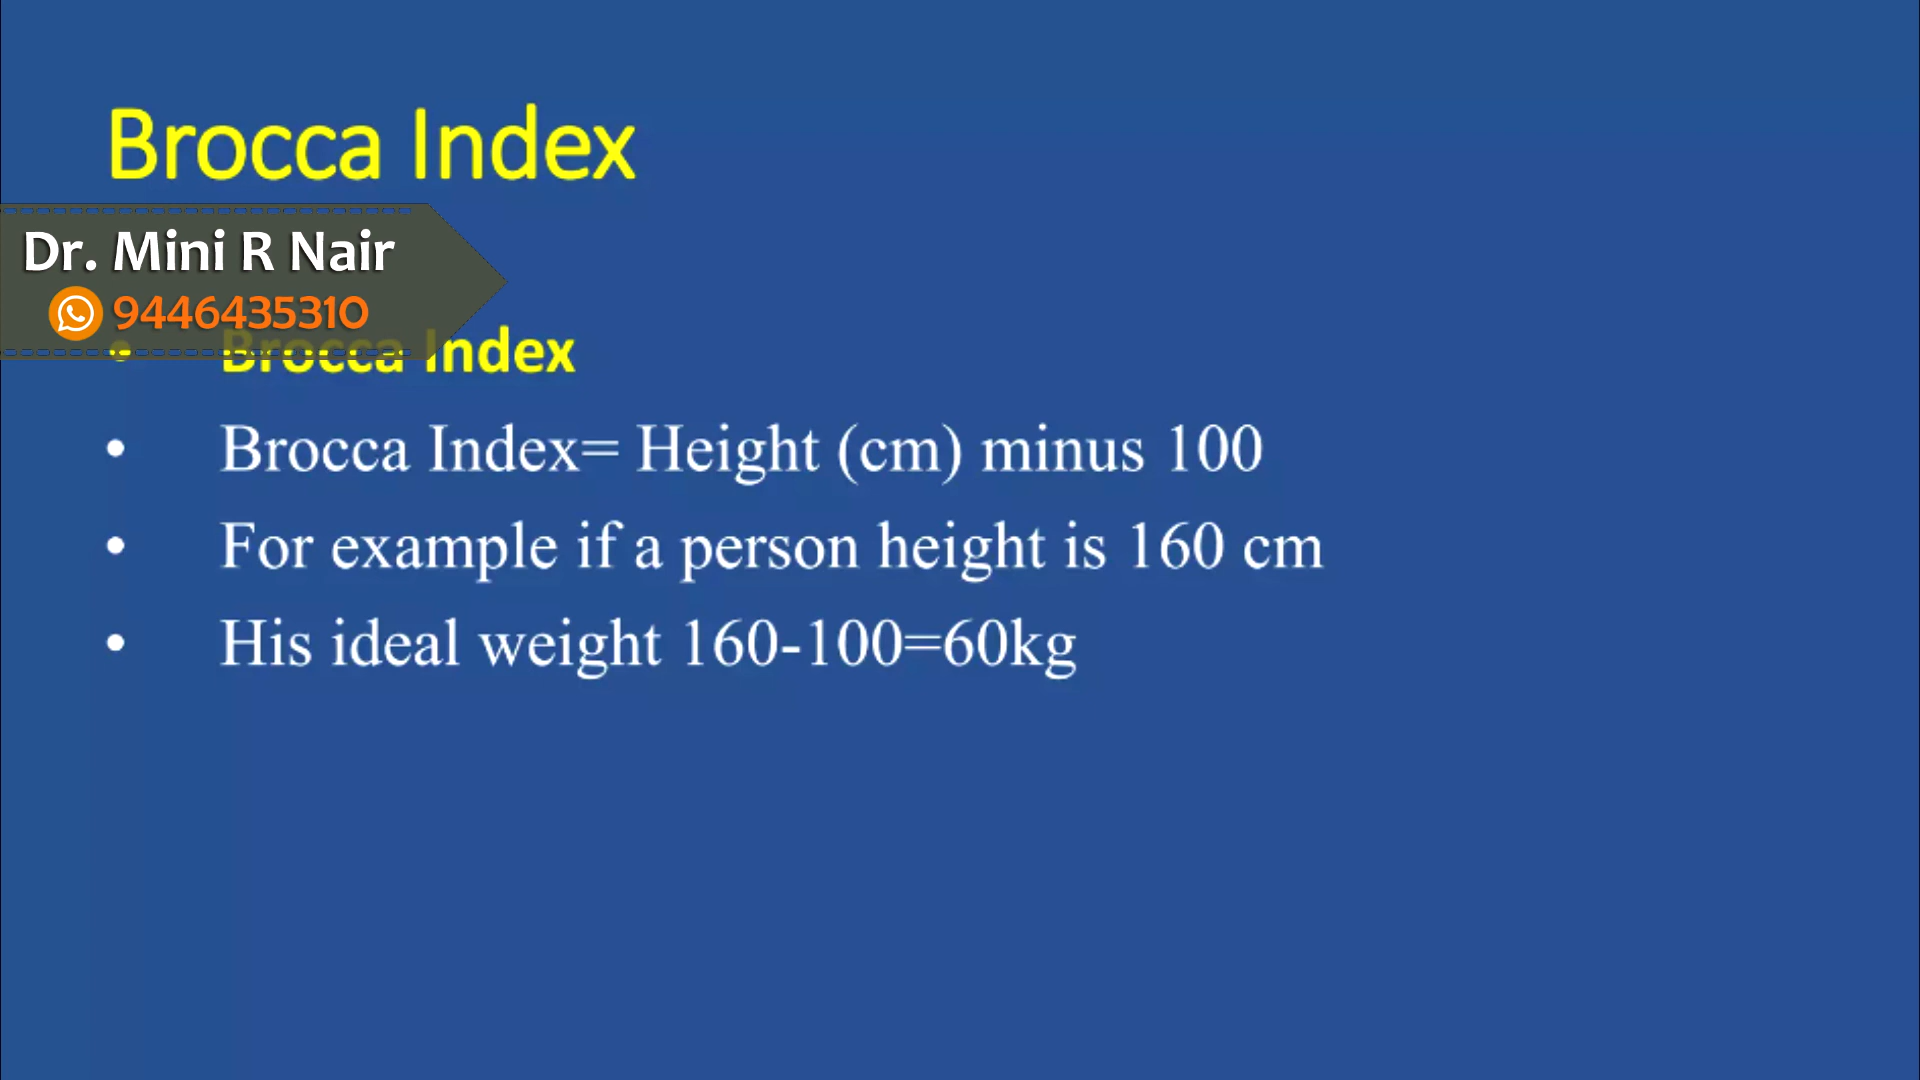 Brocca Index
Dr. Mini R Nair
9446435310
• Brocca Index
• Brocca Index= Height (cm) minus 100
• For example if a person height is 160 cm
• His ideal weight 160-100=60kg